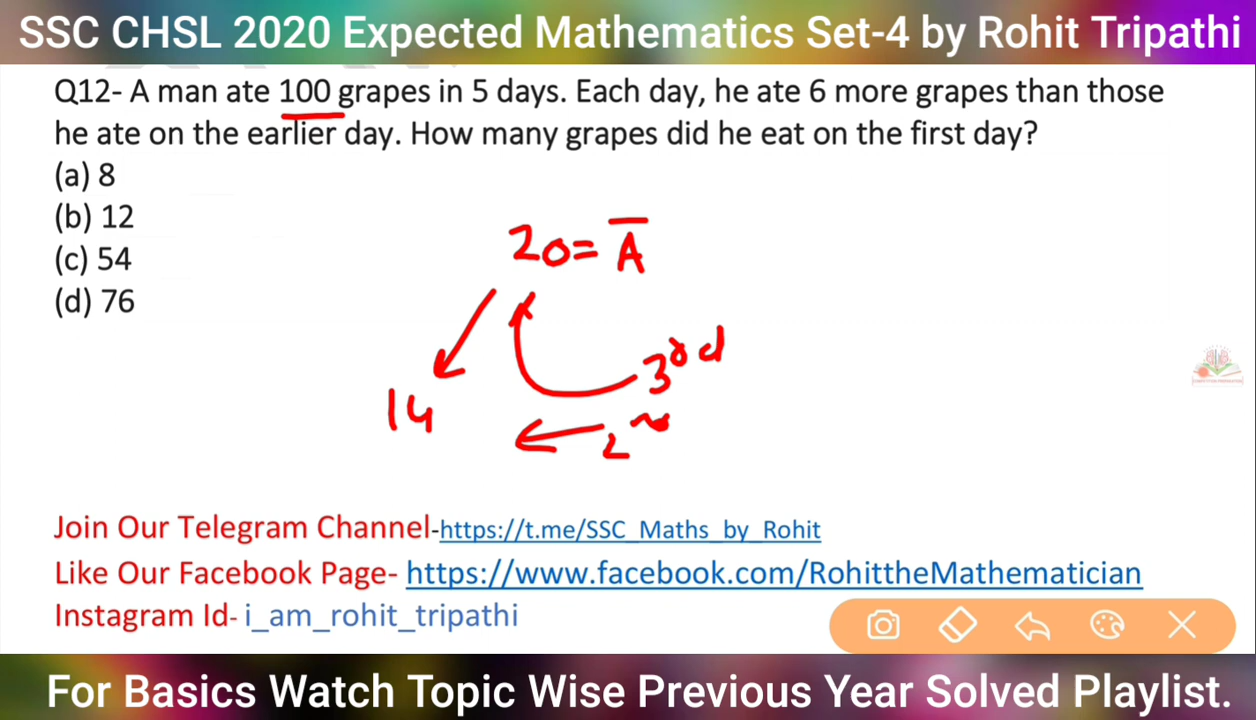 SSC CHSL 2020 Expected Mathematics Set-4 by Rohit Tripathi
Q12- A man ate 100 grapes in 5 days. Each day, he ate 6 more grapes than those
he ate on the earlier day. How many grapes did he eat on the first day?
(a) 8
(b) 12
(c) 54
(d) 76
20= A̅
3rd
14
2nd
Join Our Telegram Channel-https://t.me/SSC_Maths_by_Rohit
Like Our Facebook Page- https://www.facebook.com/RohittheMathematician
Instagram Id- i_am_rohit_tripathi
For Basics Watch Topic Wise Previous Year Solved Playlist.